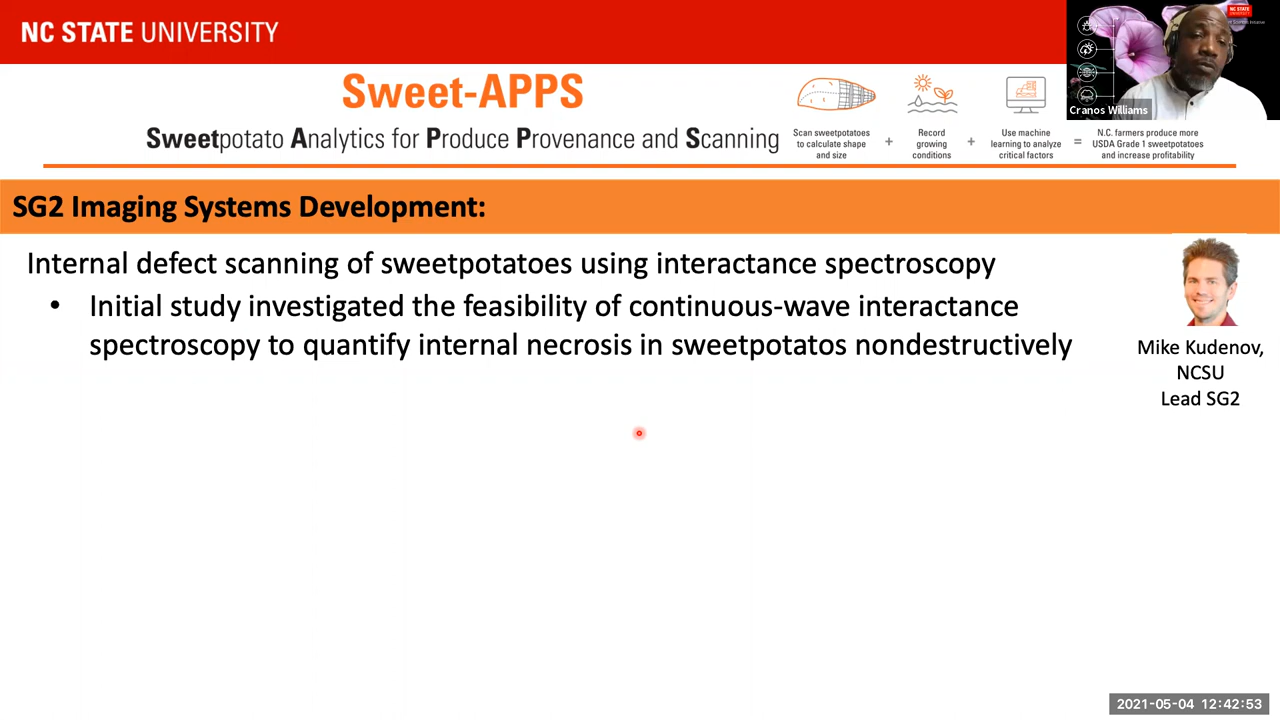 NC STATE UNIVERSITY
Sweet-APPS
Sweetpotato Analytics for Produce Provenance and Scanning
Scan sweetpotatoes
to calculate shape
and size
+
Record
growing
conditions
+
Use machine
learning to analyze
critical factors
=
N.C. farmers produce more
USDA Grade 1 sweetpotatoes
and increase profitability
NC STATE
UNIVERSITY
Cranos Williams
SG2 Imaging Systems Development:
Internal defect scanning of sweetpotatoes using interactance spectroscopy
• Initial study investigated the feasibility of continuous-wave interactance
spectroscopy to quantify internal necrosis in sweetpotatos nondestructively
Mike Kudenov,
NCSU
Lead SG2
2021-05-04 12:42:53